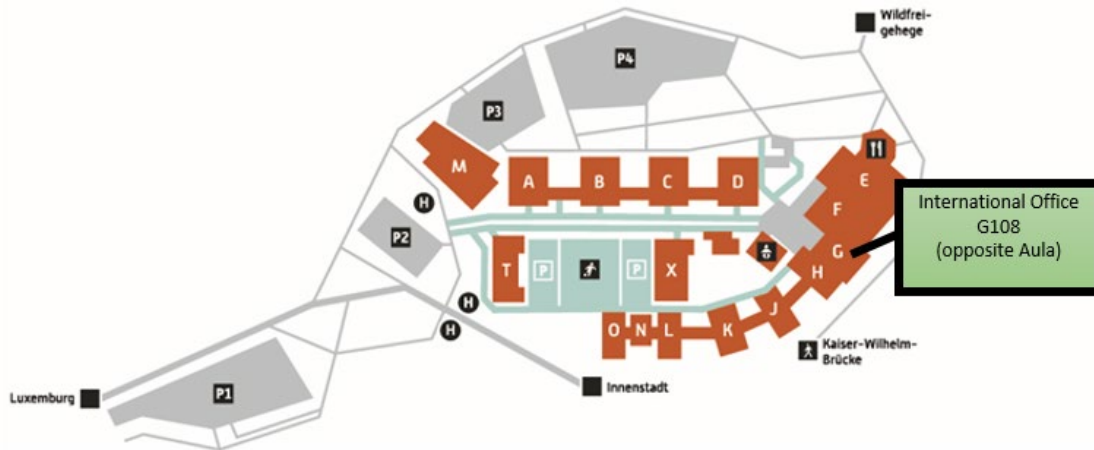 Wildfrei-
gehege
P4
P3
M
A
B
C
D
E
F
G
H
International Office
G108
(opposite Aula)
H
P2
T
P
P
X
H
H
O
N
L
K
J
Kaiser-Wilhelm-
Brücke
Innenstadt
Luxemburg
P1